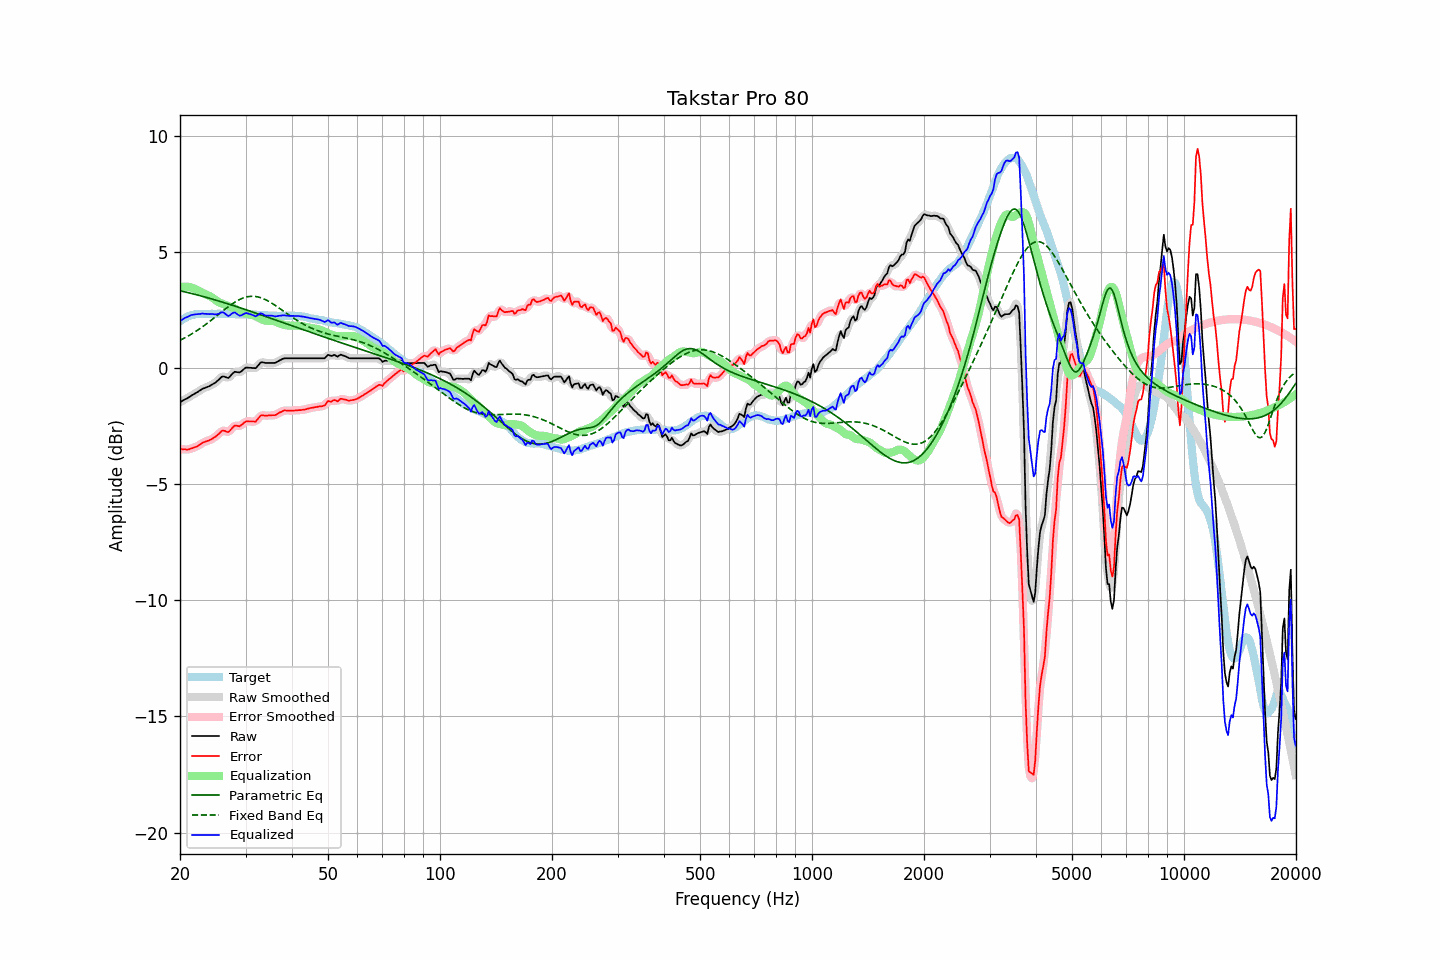 Takstar Pro 80
Amplitude (dBr)
10
5
0
−5
−10
−15
−20
Target
Raw Smoothed
Error Smoothed
Raw
Error
Equalization
Parametric Eq
Fixed Band Eq
Equalized
20 50 100 200 500 1000 2000 5000 10000 20000
Frequency (Hz)